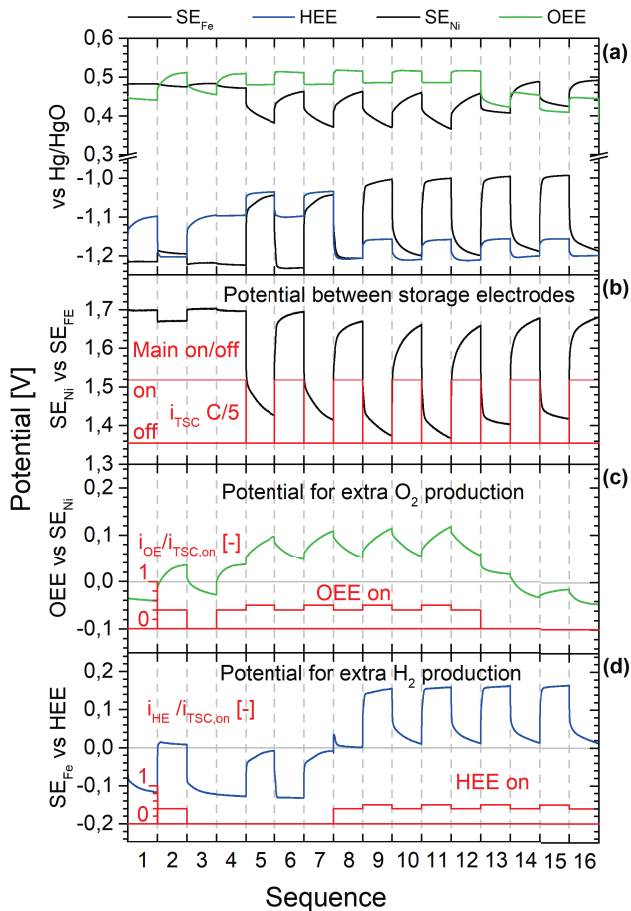 SE_Fe HEE SE_Ni OEE
(a)
0,6
0,5
0,4
0,3
-1,0
-1,1
-1,2
vs Hg/HgO
(b)
Potential between storage electrodes
1,7
1,6
1,5
1,4
1,3
SE_Ni vs SE_FE
Main on/off
on
off
i_TSC C/5
Potential [V]
(c)
Potential for extra O₂ production
0,2
0,1
0,0
-0,1
OEE vs SE_Ni
i_OE/i_TSC,on [-]
1
0
OEE on
(d)
Potential for extra H₂ production
0,2
0,1
0,0
-0,1
-0,2
SE_Fe vs HEE
i_HE /i_TSC,on [-]
1
0
HEE on
1 2 3 4 5 6 7 8 9 10 11 12 13 14 15 16
Sequence